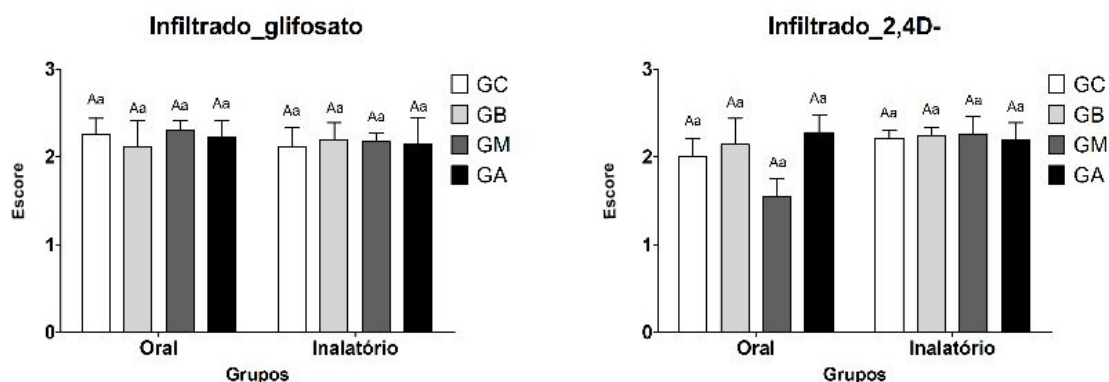 Infiltrado_glifosato
3
2
1
0
Escore
Aa Aa Aa Aa Aa Aa Aa Aa
GC
GB
GM
GA
Oral Inalatório
Grupos
Infiltrado_2,4D-
3
2
1
0
Escore
Aa Aa Aa Aa Aa Aa Aa Aa
GC
GB
GM
GA
Oral Inalatório
Grupos